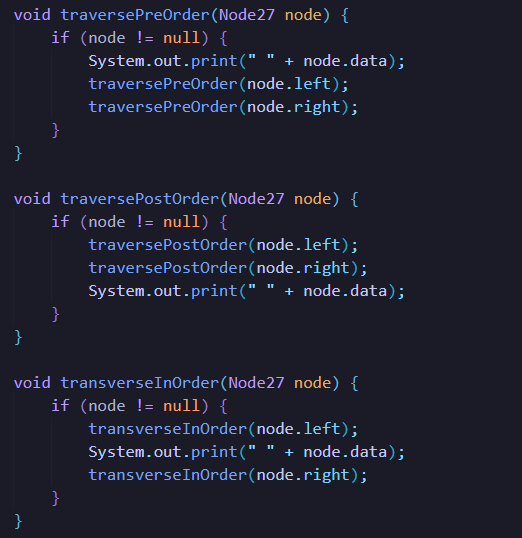 void traversePreOrder(Node27 node) {
    if (node != null) {
        System.out.print(" " + node.data);
        traversePreOrder(node.left);
        traversePreOrder(node.right);
    }
}

void traversePostOrder(Node27 node) {
    if (node != null) {
        traversePostOrder(node.left);
        traversePostOrder(node.right);
        System.out.print(" " + node.data);
    }
}

void transverseInOrder(Node27 node) {
    if (node != null) {
        transverseInOrder(node.left);
        System.out.print(" " + node.data);
        transverseInOrder(node.right);
    }
}